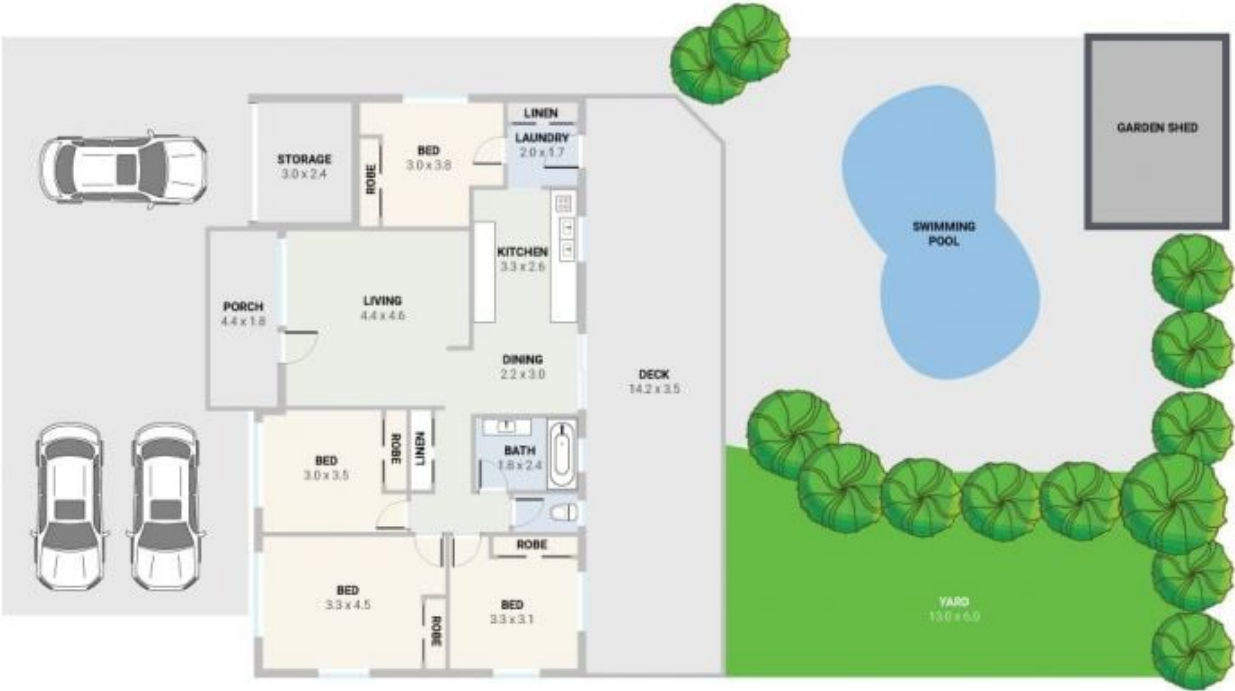 LINEN
LAUNDRY
2.0 x 1.7
GARDEN SHED
STORAGE
3.0 x 2.4
ROBE
BED
3.0 x 3.8
SWIMMING
POOL
KITCHEN
3.3 x 2.6
PORCH
4.4 x 1.8
LIVING
4.4 x 4.6
DINING
2.2 x 3.0
DECK
14.2 x 3.5
BED
3.0 x 3.5
ROBE
LINEN
BATH
1.8 x 2.4
ROBE
BED
3.3 x 4.5
ROBE
BED
3.3 x 3.1
YARD
13.0 x 6.0